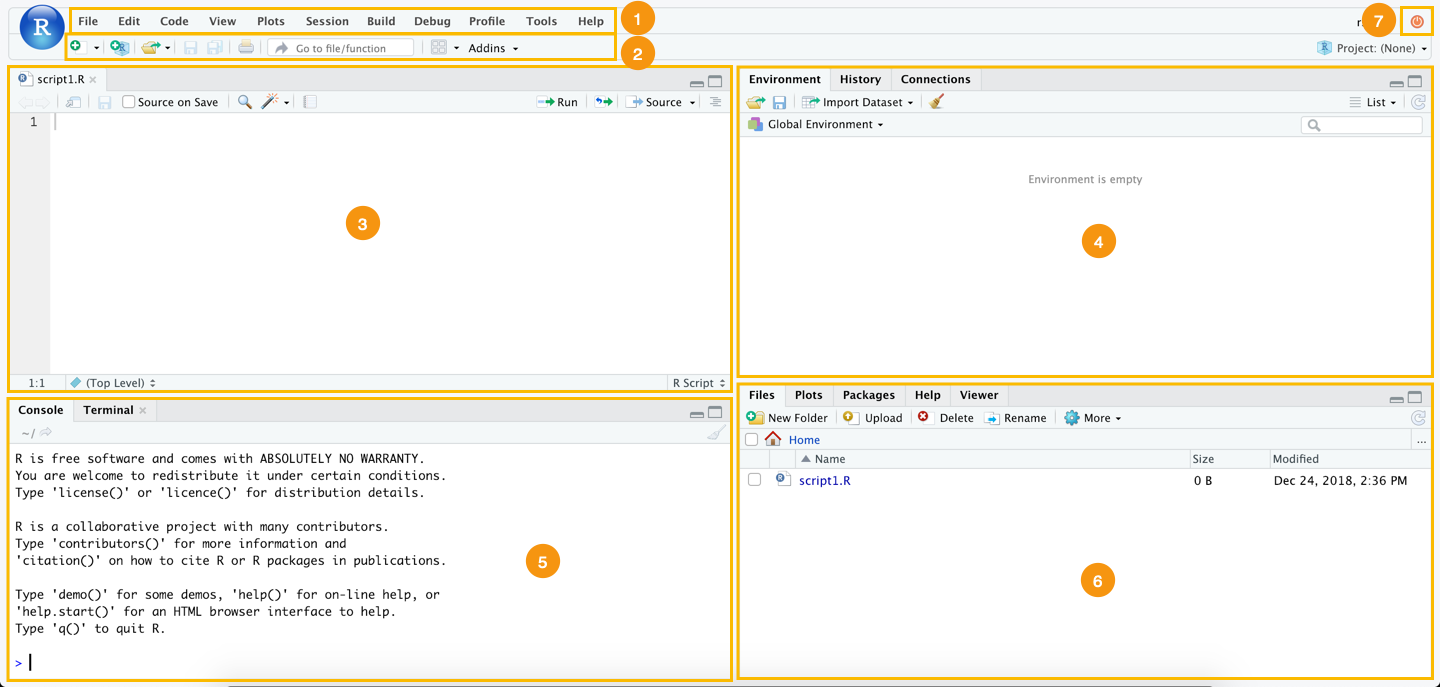 R File Edit Code View Plots Session Build Debug Profile Tools Help 1 r 7
R Go to file/function Addins 2 R Project: (None)
R script1.R
Source on Save Run Source
1
3
1:1 (Top Level) R Script
Environment History Connections
Import Dataset List
Global Environment
Environment is empty
4
Console Terminal
~/
R is free software and comes with ABSOLUTELY NO WARRANTY.
You are welcome to redistribute it under certain conditions.
Type 'license()' or 'licence()' for distribution details.
R is a collaborative project with many contributors.
Type 'contributors()' for more information and
'citation()' on how to cite R or R packages in publications.
Type 'demo()' for some demos, 'help()' for on-line help, or
'help.start()' for an HTML browser interface to help.
Type 'q()' to quit R.
>
5
Files Plots Packages Help Viewer
New Folder Upload Delete Rename More
Home ...
Name Size Modified
R script1.R 0 B Dec 24, 2018, 2:36 PM
6